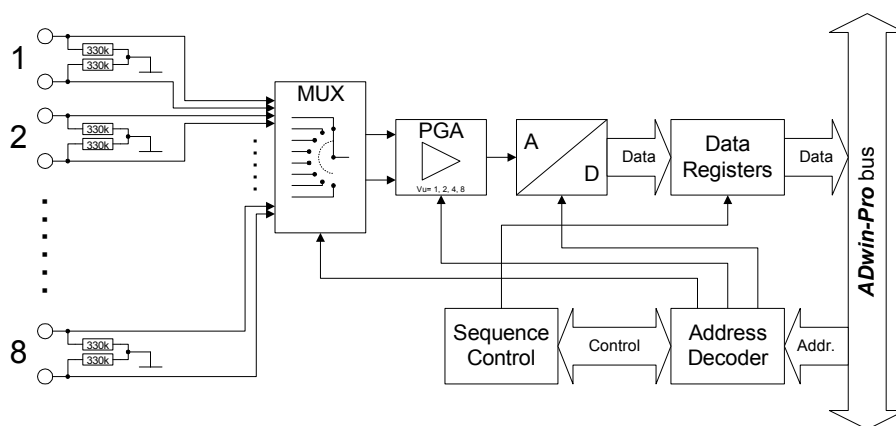 1
330k
330k
2
330k
330k
8
330k
330k
MUX
PGA
Vu= 1, 2, 4, 8
A
D
Data
Data
Registers
Data
Sequence
Control
Control
Address
Decoder
Addr.
ADwin-Pro bus